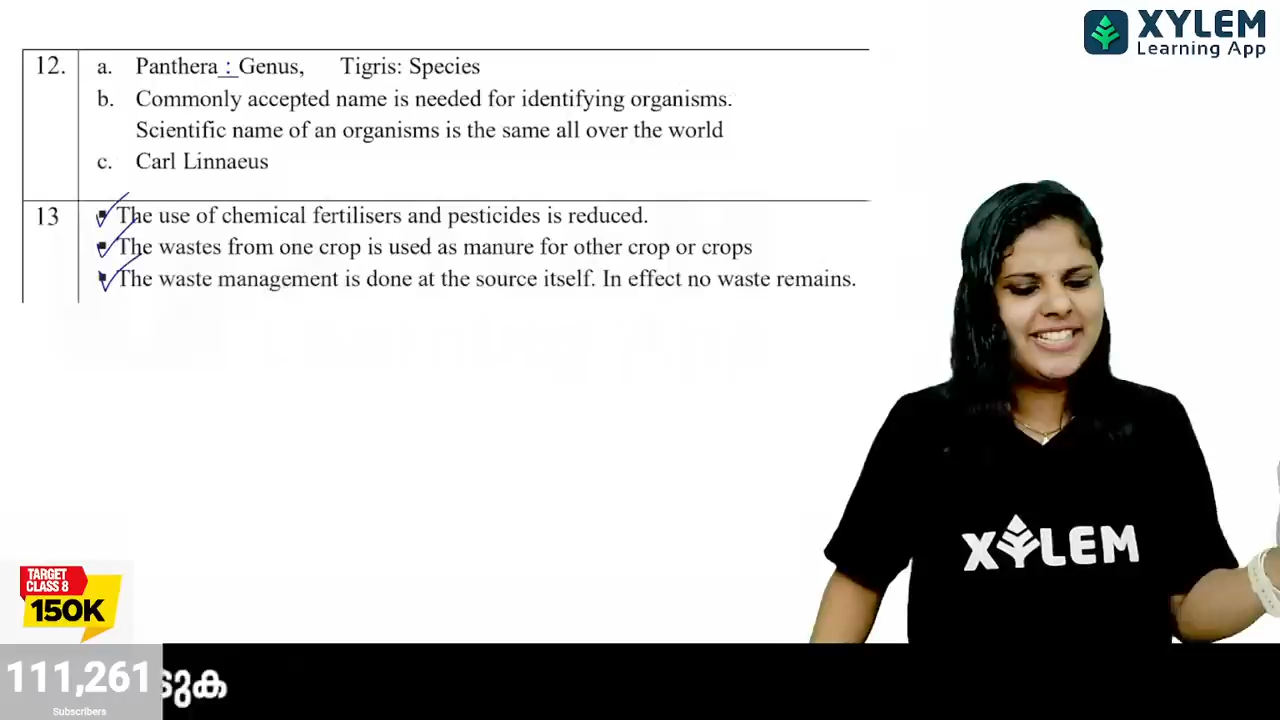 XYLEM
Learning App
12. a. Panthera : Genus, Tigris: Species
b. Commonly accepted name is needed for identifying organisms.
Scientific name of an organisms is the same all over the world
c. Carl Linnaeus
13 ▪ The use of chemical fertilisers and pesticides is reduced.
▪ The wastes from one crop is used as manure for other crop or crops
▪ The waste management is done at the source itself. In effect no waste remains.
XYLEM
TARGET
CLASS 8
150K
111,261
Subscribers